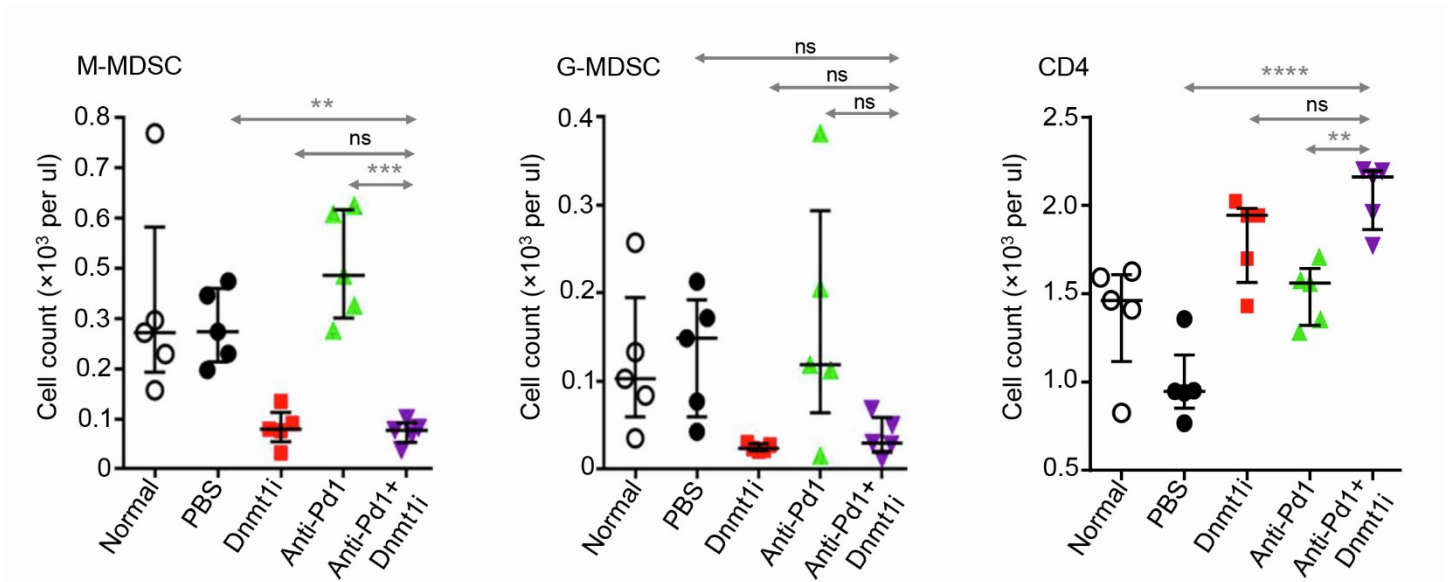 M-MDSC
**
ns
***
Cell count (×10³ per ul)
0.8
0.7
0.6
0.5
0.3
0.2
0.1
0
Normal
PBS
Dnmt1i
Anti-Pd1
Anti-Pd1+
Dnmt1i
G-MDSC
ns
ns
ns
Cell count (×10³ per ul)
0.4
0.3
0.2
0.1
0
Normal
PBS
Dnmt1i
Anti-Pd1
Anti-Pd1+
Dnmt1i
CD4
****
ns
**
Cell count (×10³ per ul)
2.5
2.0
1.5
1.0
0.5
Normal
PBS
Dnmt1i
Anti-Pd1
Anti-Pd1+
Dnmt1i